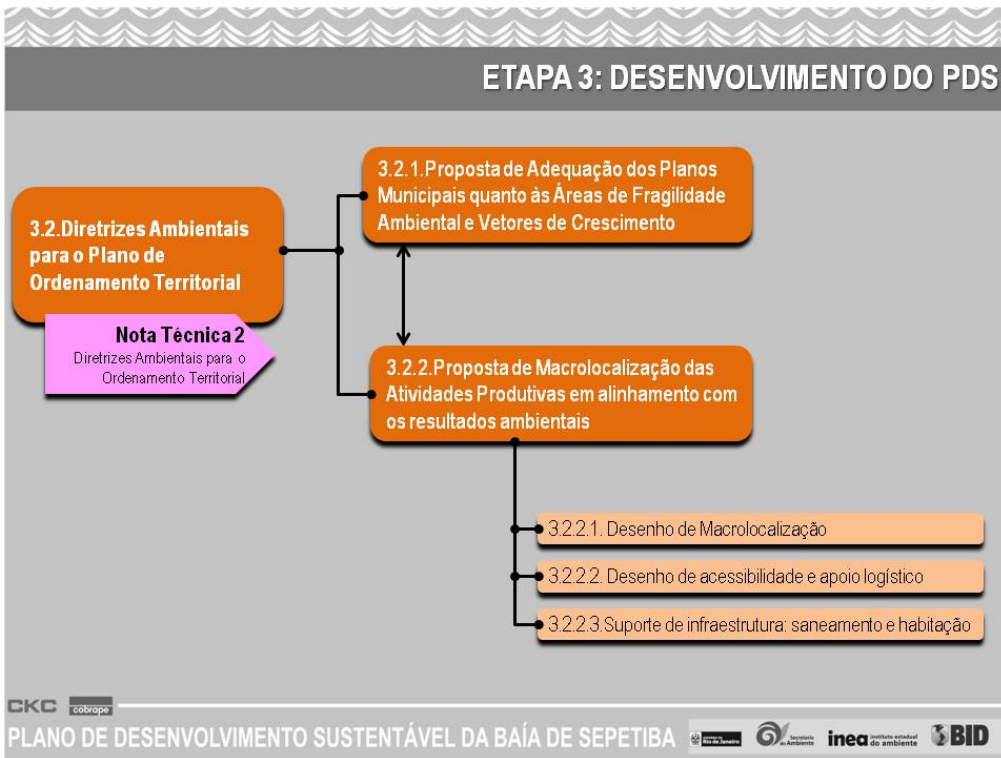 ETAPA 3: DESENVOLVIMENTO DO PDS
3.2.1.Proposta de Adequação dos Planos
Municipais quanto às Áreas de Fragilidade
Ambiental e Vetores de Crescimento
3.2.Diretrizes Ambientais
para o Plano de
Ordenamento Territorial
Nota Técnica 2
Diretrizes Ambientais para o
Ordenamento Territorial
3.2.2.Proposta de Macrolocalização das
Atividades Produtivas em alinhamento com
os resultados ambientais
3.2.2.1. Desenho de Macrolocalização
3.2.2.2. Desenho de acessibilidade e apoio logístico
3.2.2.3.Suporte de infraestrutura: saneamento e habitação
CKC cobrape
PLANO DE DESENVOLVIMENTO SUSTENTÁVEL DA BAÍA DE SEPETIBA
Rio de Janeiro
Secretaria do Ambiente
inea instituto estadual do ambiente
BID